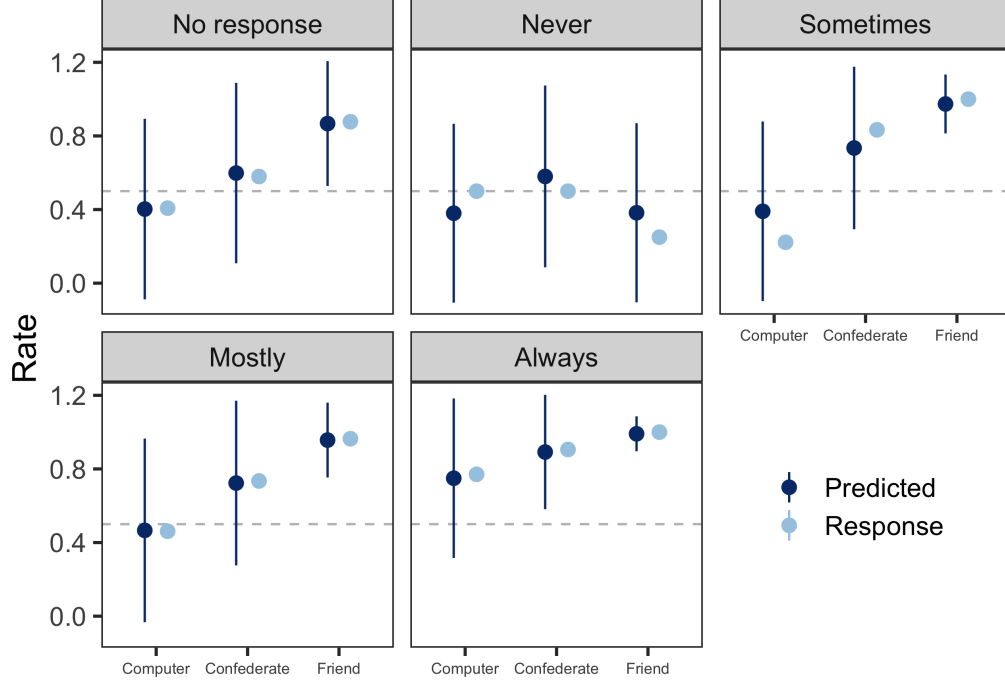 No response Never Sometimes
1.2
0.8
0.4
0.0
Computer Confederate Friend
Rate
Mostly Always
1.2
0.8
0.4
0.0
Computer Confederate Friend Computer Confederate Friend
Predicted
Response